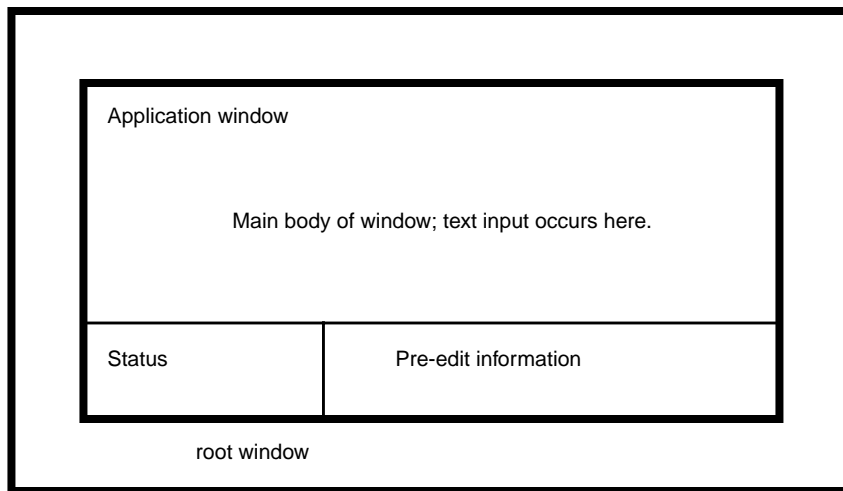 Application window
Main body of window; text input occurs here.
Status
Pre-edit information
root window